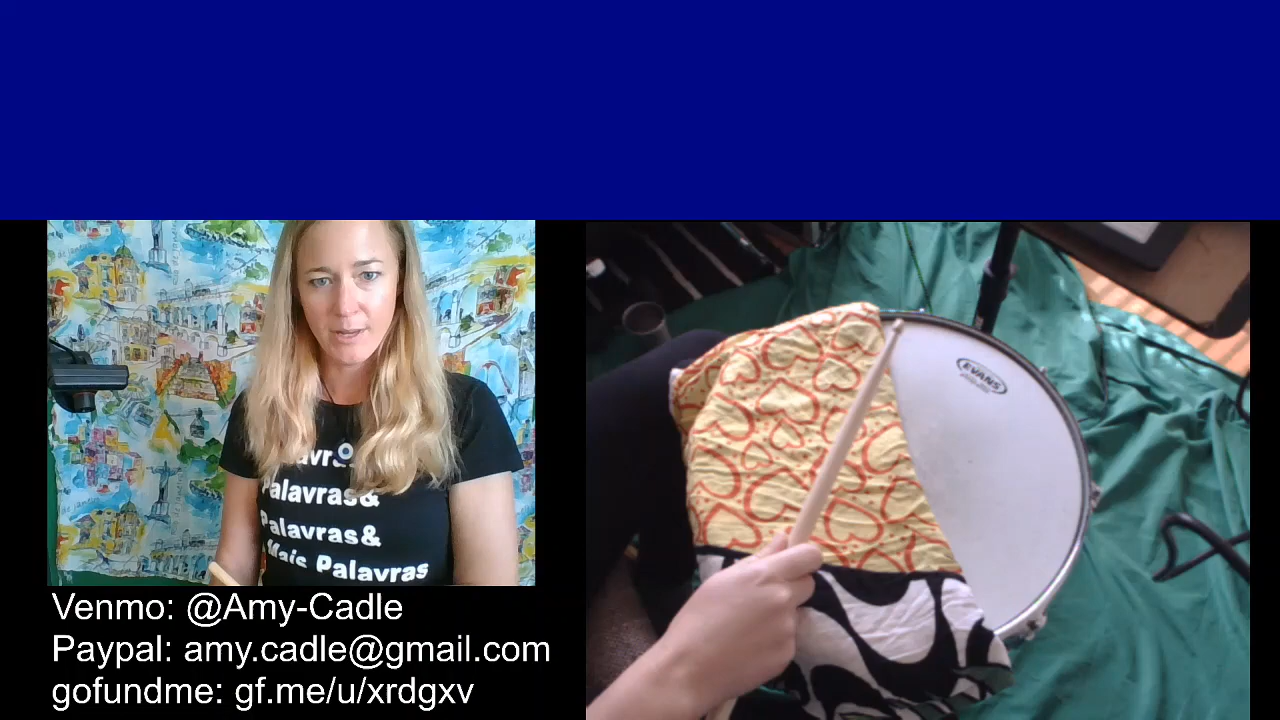 Palavras&
Palavras&
Mais Palavras
EVANS
Venmo: @Amy-Cadle
Paypal: amy.cadle@gmail.com
gofundme: gf.me/u/xrdgxv